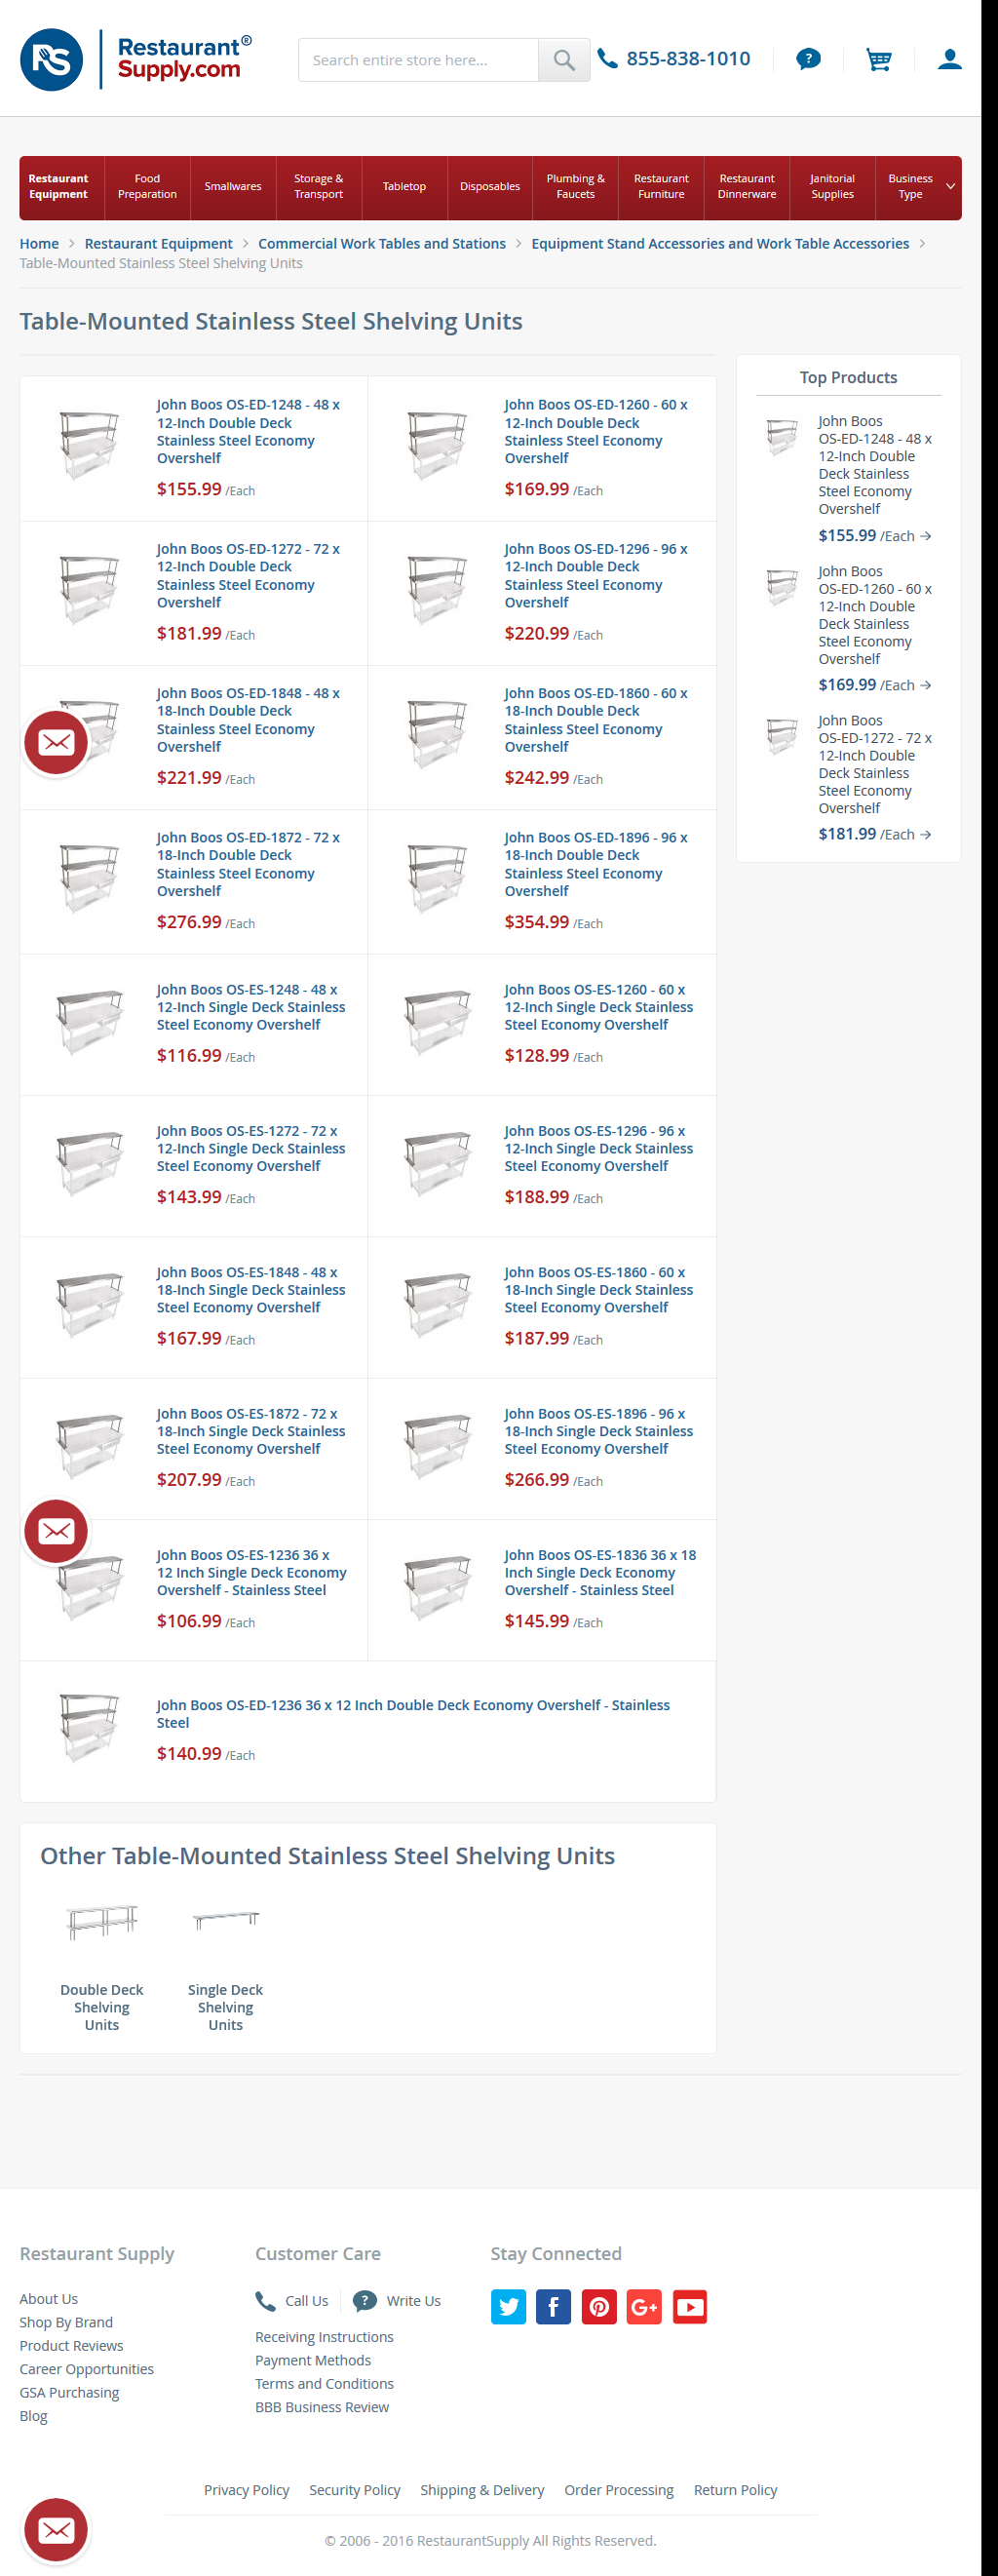 RS
Restaurant®
Supply.com
Search entire store here...
855-838-1010
?
Restaurant
Equipment
Food
Preparation
Smallwares
Storage &
Transport
Tabletop
Disposables
Plumbing &
Faucets
Restaurant
Furniture
Restaurant
Dinnerware
Janitorial
Supplies
Business
Type
Home > Restaurant Equipment > Commercial Work Tables and Stations > Equipment Stand Accessories and Work Table Accessories >
Table-Mounted Stainless Steel Shelving Units
Table-Mounted Stainless Steel Shelving Units
John Boos OS-ED-1248 - 48 x
12-Inch Double Deck
Stainless Steel Economy
Overshelf
$155.99 /Each
John Boos OS-ED-1260 - 60 x
12-Inch Double Deck
Stainless Steel Economy
Overshelf
$169.99 /Each
John Boos OS-ED-1272 - 72 x
12-Inch Double Deck
Stainless Steel Economy
Overshelf
$181.99 /Each
John Boos OS-ED-1296 - 96 x
12-Inch Double Deck
Stainless Steel Economy
Overshelf
$220.99 /Each
John Boos OS-ED-1848 - 48 x
18-Inch Double Deck
Stainless Steel Economy
Overshelf
$221.99 /Each
John Boos OS-ED-1860 - 60 x
18-Inch Double Deck
Stainless Steel Economy
Overshelf
$242.99 /Each
John Boos OS-ED-1872 - 72 x
18-Inch Double Deck
Stainless Steel Economy
Overshelf
$276.99 /Each
John Boos OS-ED-1896 - 96 x
18-Inch Double Deck
Stainless Steel Economy
Overshelf
$354.99 /Each
John Boos OS-ES-1248 - 48 x
12-Inch Single Deck Stainless
Steel Economy Overshelf
$116.99 /Each
John Boos OS-ES-1260 - 60 x
12-Inch Single Deck Stainless
Steel Economy Overshelf
$128.99 /Each
John Boos OS-ES-1272 - 72 x
12-Inch Single Deck Stainless
Steel Economy Overshelf
$143.99 /Each
John Boos OS-ES-1296 - 96 x
12-Inch Single Deck Stainless
Steel Economy Overshelf
$188.99 /Each
John Boos OS-ES-1848 - 48 x
18-Inch Single Deck Stainless
Steel Economy Overshelf
$167.99 /Each
John Boos OS-ES-1860 - 60 x
18-Inch Single Deck Stainless
Steel Economy Overshelf
$187.99 /Each
John Boos OS-ES-1872 - 72 x
18-Inch Single Deck Stainless
Steel Economy Overshelf
$207.99 /Each
John Boos OS-ES-1896 - 96 x
18-Inch Single Deck Stainless
Steel Economy Overshelf
$266.99 /Each
John Boos OS-ES-1236 36 x
12 Inch Single Deck Economy
Overshelf - Stainless Steel
$106.99 /Each
John Boos OS-ES-1836 36 x 18
Inch Single Deck Economy
Overshelf - Stainless Steel
$145.99 /Each
John Boos OS-ED-1236 36 x 12 Inch Double Deck Economy Overshelf - Stainless
Steel
$140.99 /Each
Top Products
John Boos
OS-ED-1248 - 48 x
12-Inch Double
Deck Stainless
Steel Economy
Overshelf
$155.99 /Each →
John Boos
OS-ED-1260 - 60 x
12-Inch Double
Deck Stainless
Steel Economy
Overshelf
$169.99 /Each →
John Boos
OS-ED-1272 - 72 x
12-Inch Double
Deck Stainless
Steel Economy
Overshelf
$181.99 /Each →
Other Table-Mounted Stainless Steel Shelving Units
Double Deck
Shelving
Units
Single Deck
Shelving
Units
Restaurant Supply
About Us
Shop By Brand
Product Reviews
Career Opportunities
GSA Purchasing
Blog
Customer Care
Call Us
? Write Us
Receiving Instructions
Payment Methods
Terms and Conditions
BBB Business Review
Stay Connected
f
G+
Privacy Policy Security Policy Shipping & Delivery Order Processing Return Policy
© 2006 - 2016 RestaurantSupply All Rights Reserved.